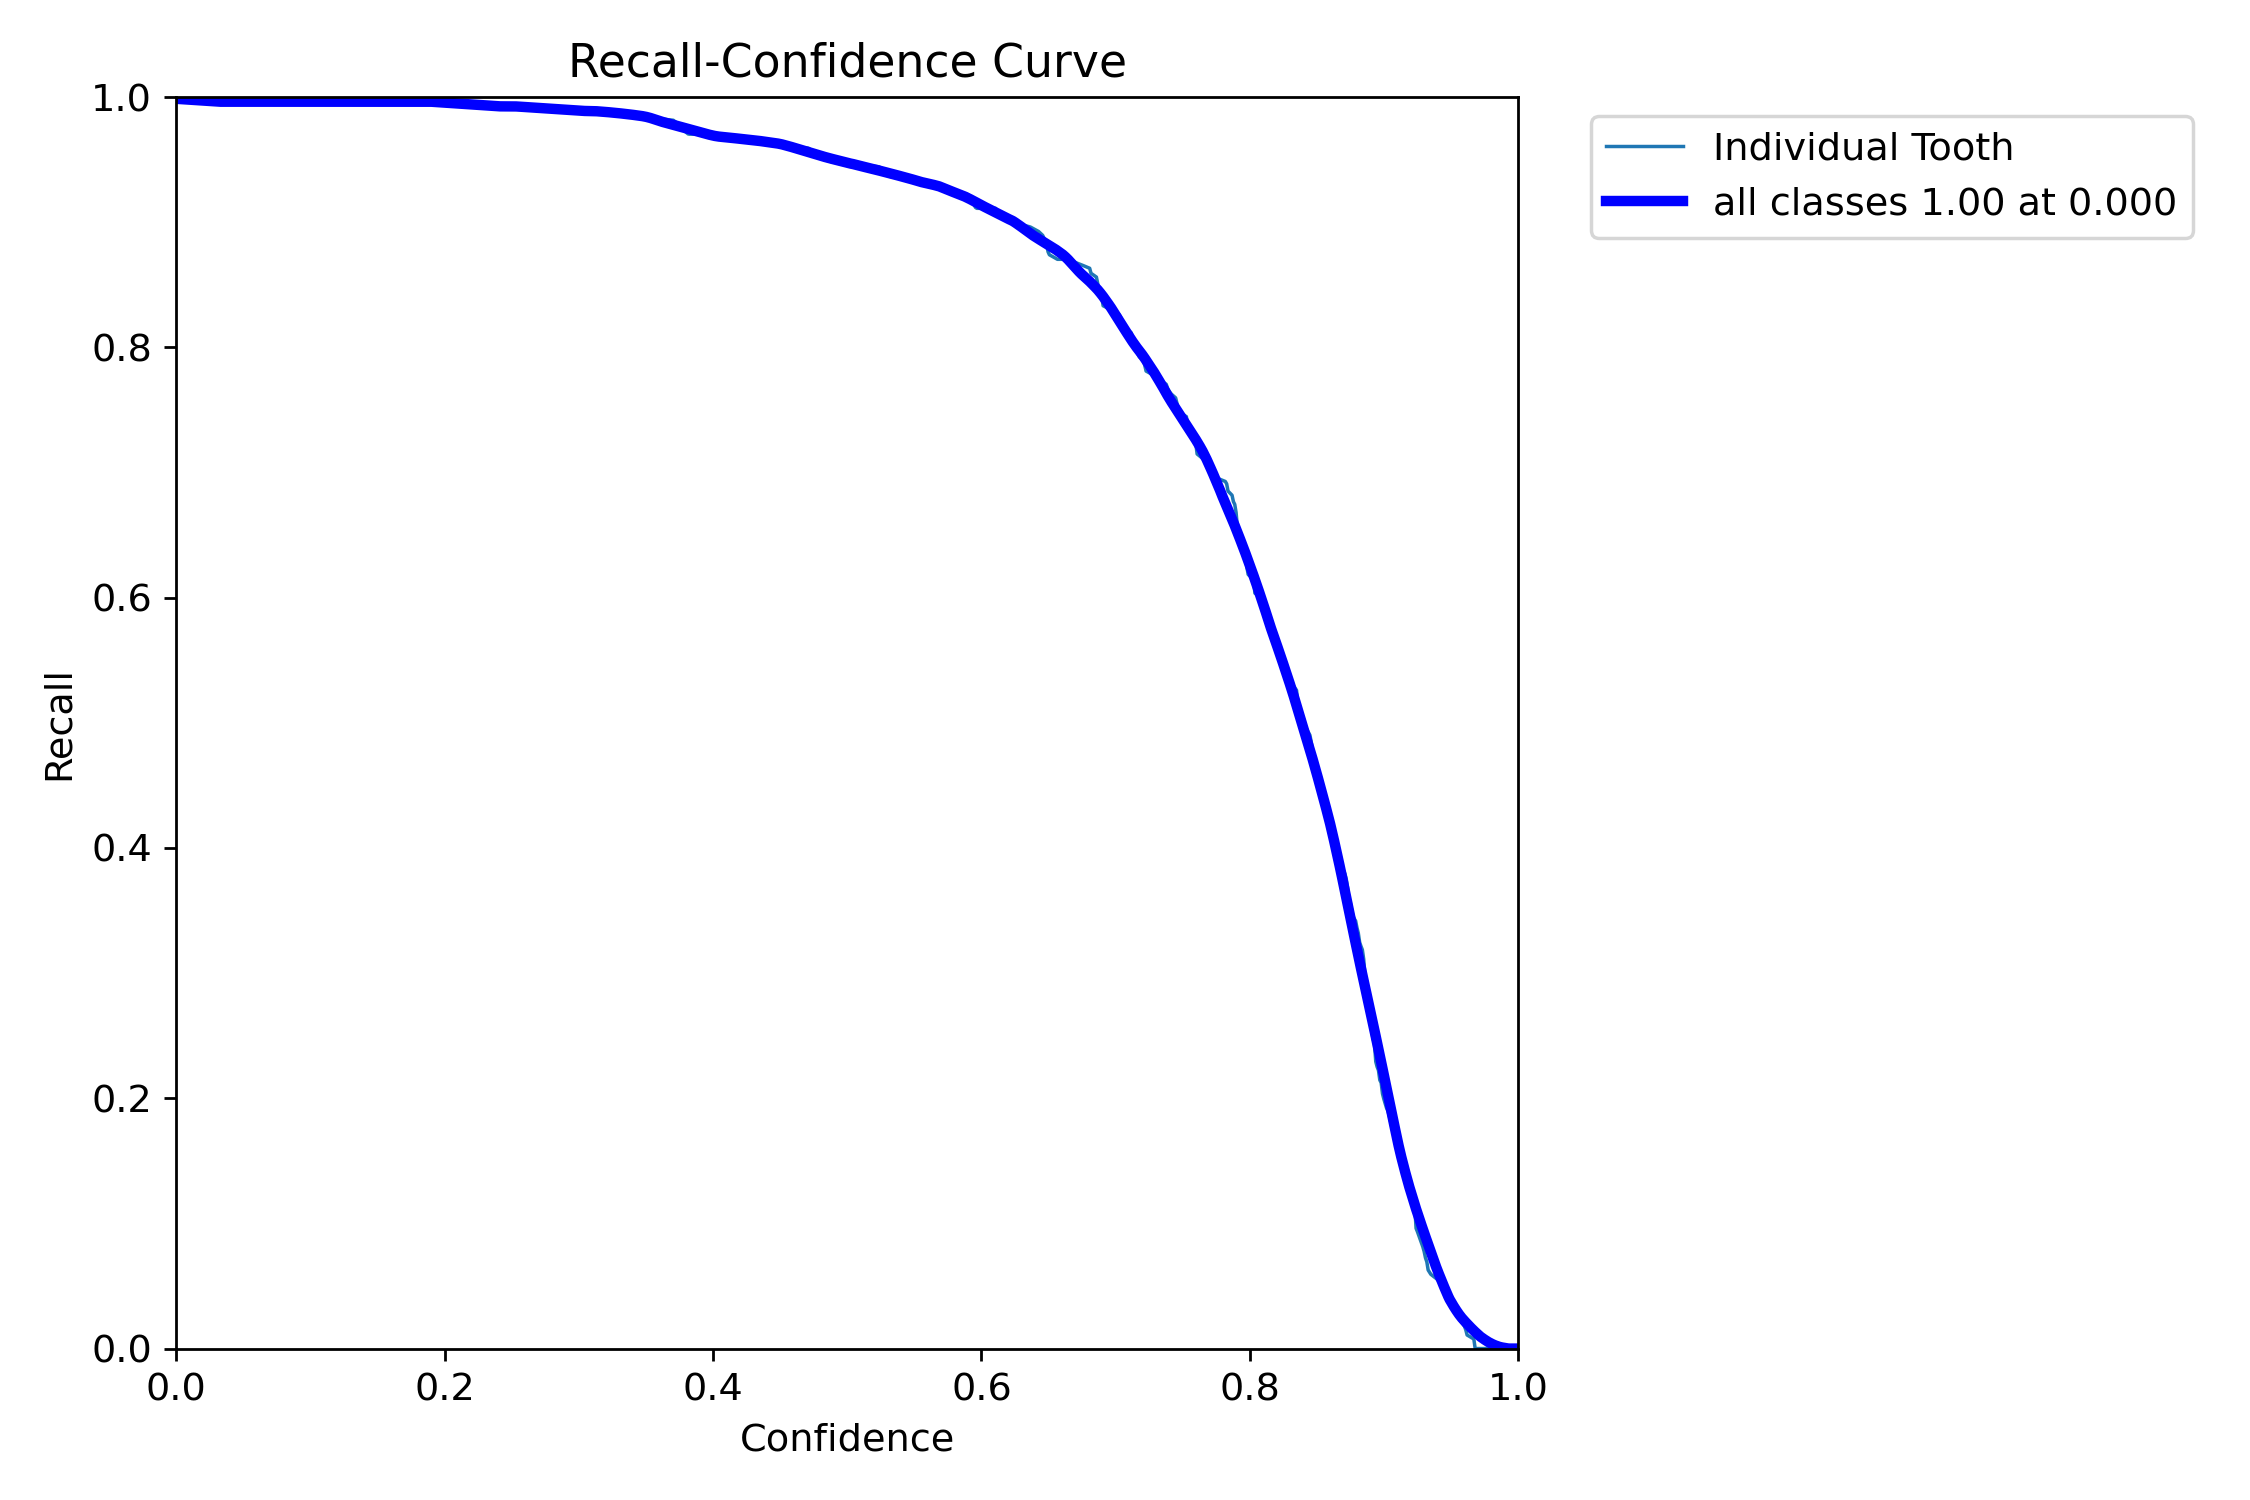 Recall-Confidence Curve
Individual Tooth
all classes 1.00 at 0.000
Recall
1.0
0.8
0.6
0.4
0.2
0.0
0.0 0.2 0.4 0.6 0.8 1.0
Confidence